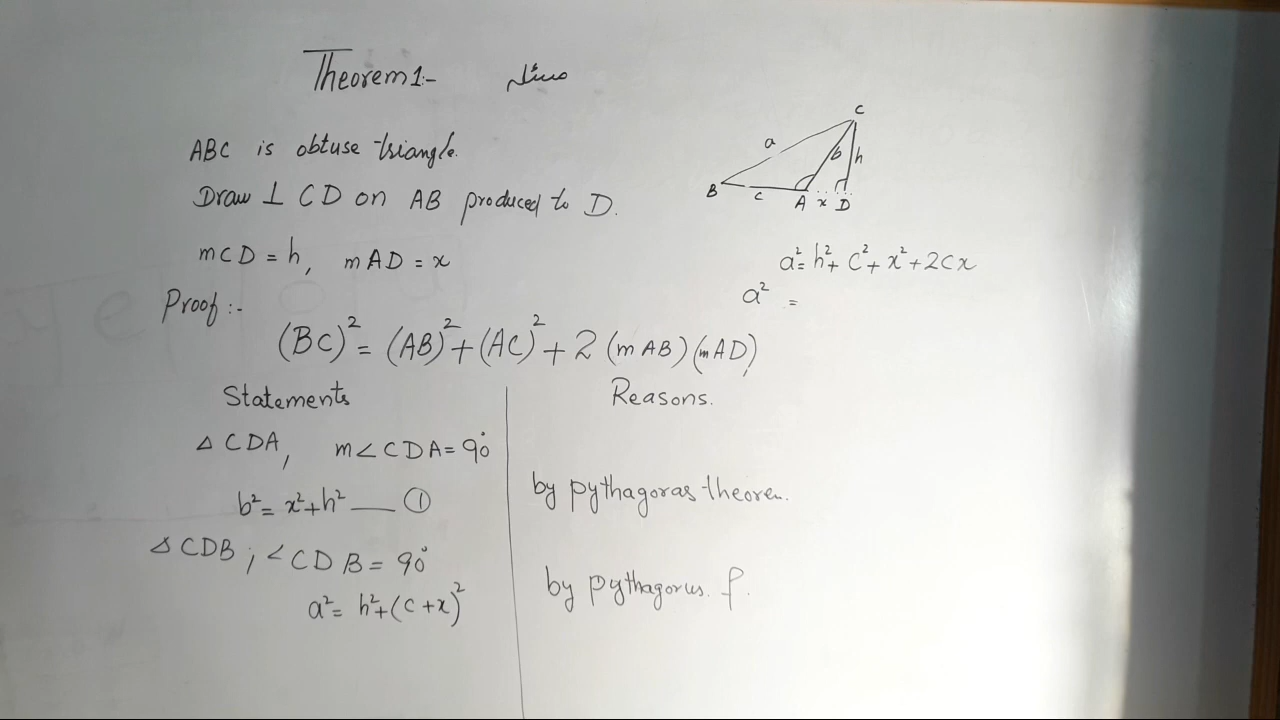 Theorem 1:- مسئلہ
ABC is obtuse triangle.
Draw ⊥ CD on AB produced to D.
mCD = h, mAD = x
Proof :-
(BC)² = (AB)² + (AC)² + 2 (mAB) (mAD)
Statements
Reasons.
△ CDA, m∠CDA = 90°
b² = x² + h² —— ①
by pythagoras theorem.
△ CDB ; ∠CDB = 90°
a² = h² + (c + x)²
by pythagorus.
C
a
b
h
B
c
A
x
D
a² = h² + c² + x² + 2cx
a² =